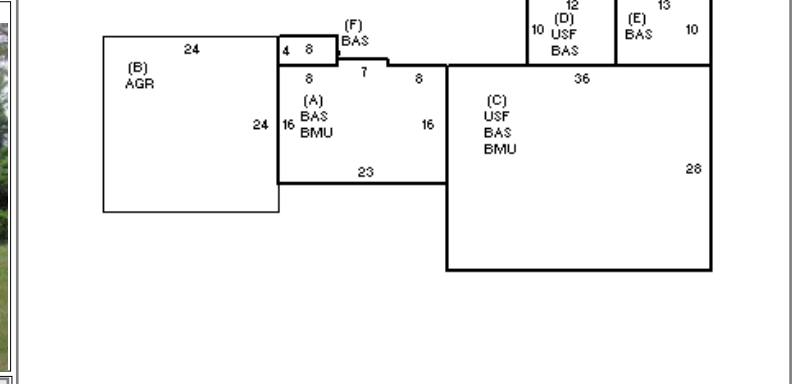 12
13
(F)
BAS
10
(D)
USF
BAS
(E)
BAS
10
24
4
8
(B)
AGR
8
7
8
36
(A)
BAS
BMU
(C)
USF
BAS
BMU
24
16
16
28
23